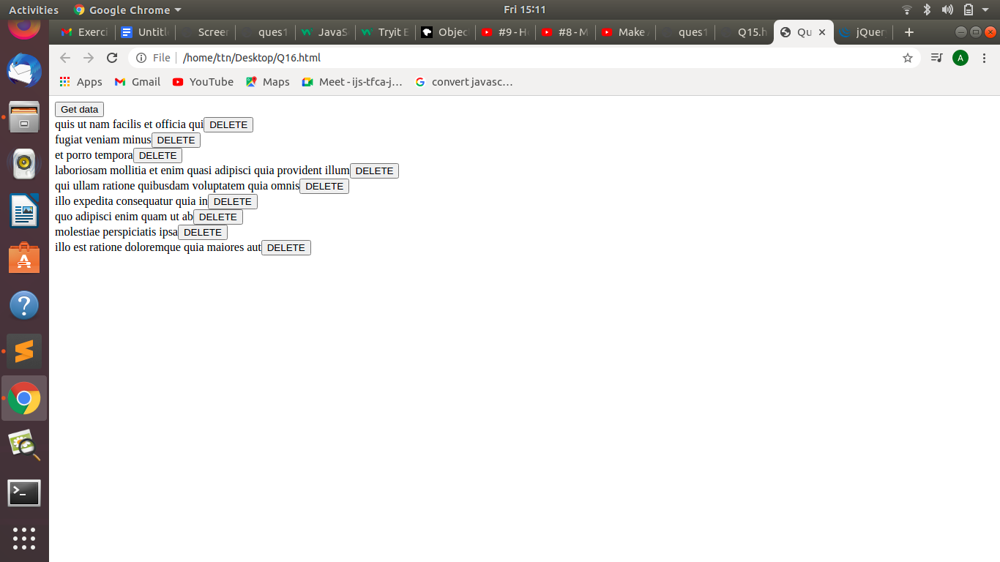 Activities Google Chrome Fri 15:11
Exerci Untitl Screen ques1 JavaS Tryit E Objec #9 - Ho #8 - M Make A ques1 Q15.h Qu jQuer
File /home/ttn/Desktop/Q16.html A
Apps Gmail YouTube Maps Meet - ijs-tfca-j… convert javasc…
Get data
quis ut nam facilis et officia qui DELETE
fugiat veniam minus DELETE
et porro tempora DELETE
laboriosam mollitia et enim quasi adipisci quia provident illum DELETE
qui ullam ratione quibusdam voluptatem quia omnis DELETE
illo expedita consequatur quia in DELETE
quo adipisci enim quam ut ab DELETE
molestiae perspiciatis ipsa DELETE
illo est ratione doloremque quia maiores aut DELETE